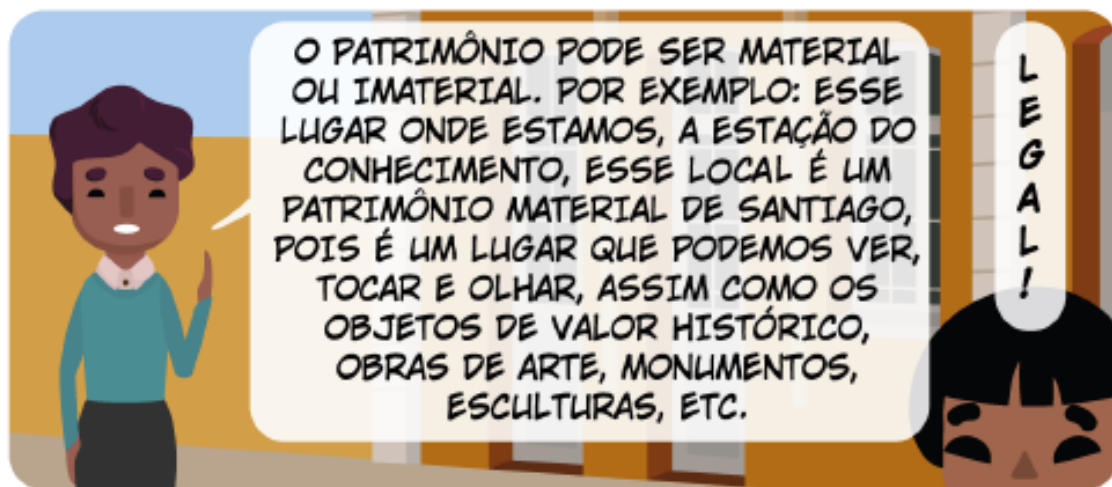 O PATRIMÔNIO PODE SER MATERIAL
OU IMATERIAL. POR EXEMPLO: ESSE
LUGAR ONDE ESTAMOS, A ESTAÇÃO DO
CONHECIMENTO, ESSE LOCAL É UM
PATRIMÔNIO MATERIAL DE SANTIAGO,
POIS É UM LUGAR QUE PODEMOS VER,
TOCAR E OLHAR, ASSIM COMO OS
OBJETOS DE VALOR HISTÓRICO,
OBRAS DE ARTE, MONUMENTOS,
ESCULTURAS, ETC.
LEGAL!